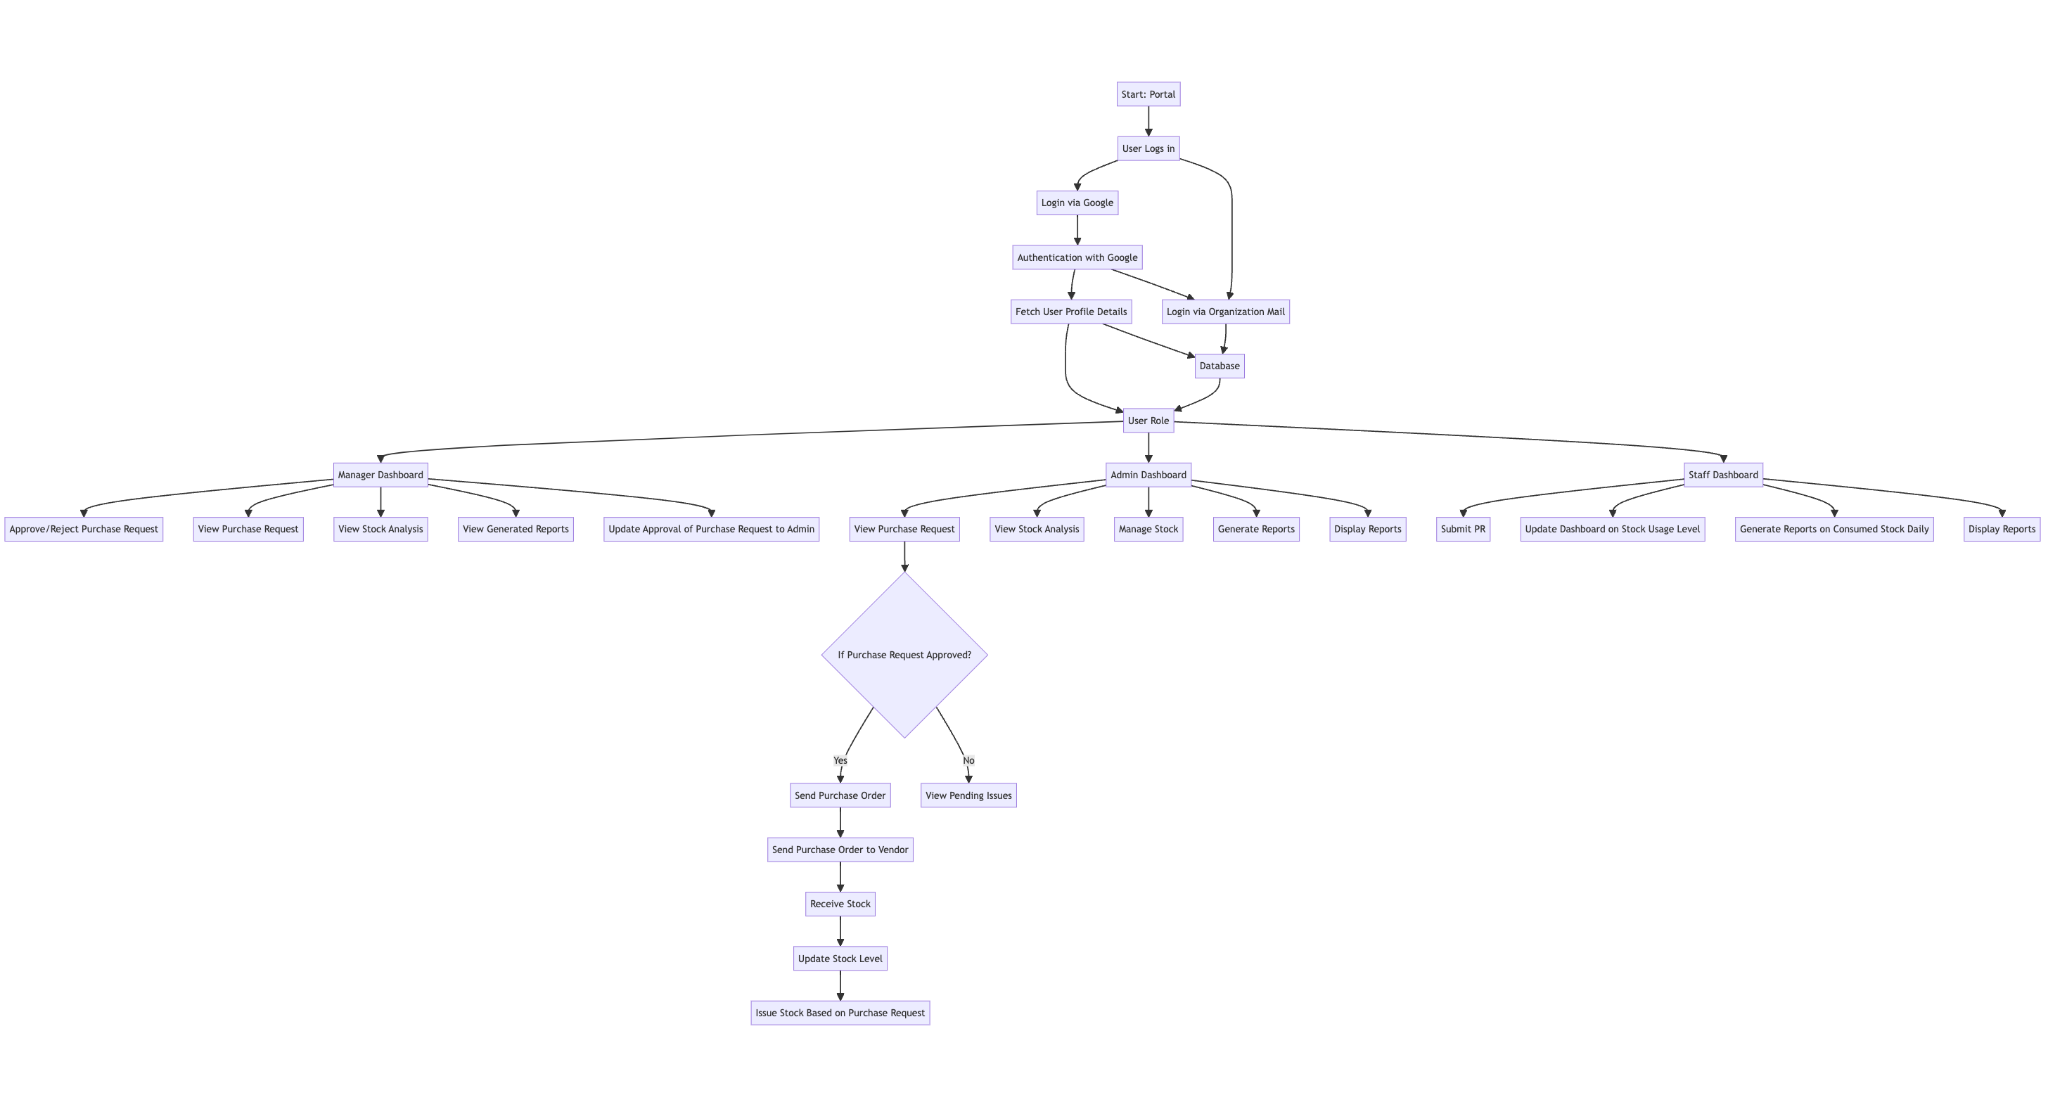 Start: Portal
User Logs in
Login via Google
Authentication with Google
Fetch User Profile Details
Login via Organization Mail
Database
User Role
Manager Dashboard
Admin Dashboard
Staff Dashboard
Approve/Reject Purchase Request
View Purchase Request
View Stock Analysis
View Generated Reports
Update Approval of Purchase Request to Admin
View Purchase Request
View Stock Analysis
Manage Stock
Generate Reports
Display Reports
Submit PR
Update Dashboard on Stock Usage Level
Generate Reports on Consumed Stock Daily
Display Reports
If Purchase Request Approved?
Yes
No
Send Purchase Order
View Pending Issues
Send Purchase Order to Vendor
Receive Stock
Update Stock Level
Issue Stock Based on Purchase Request